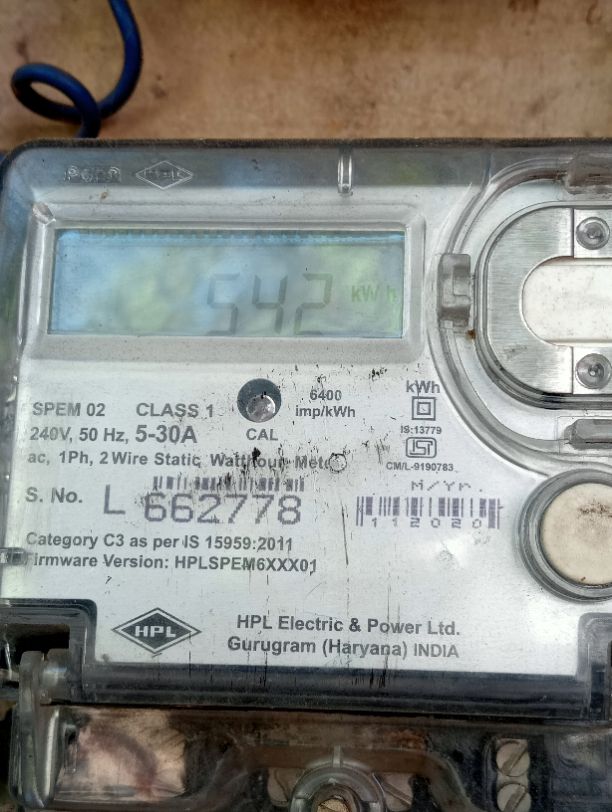 HPL
542 kWh
SPEM 02 CLASS 1
240V, 50 Hz, 5-30A
ac, 1Ph, 2 Wire Static Watthour Meter
CAL
6400
imp/kWh
kWh
IS:13779
ISI
CM/L-9190783
S. No. L 662778
M/Yr.
112020
Category C3 as per IS 15959:2011
Firmware Version: HPLSPEM6XXX01
HPL
HPL Electric & Power Ltd.
Gurugram (Haryana) INDIA